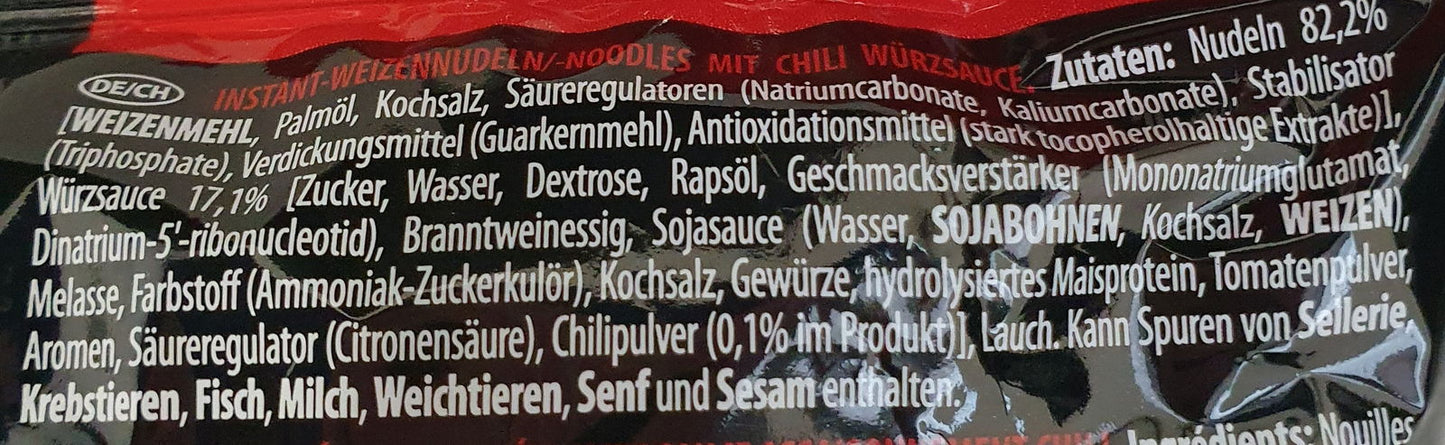 DE/CH INSTANT-WEIZENNUDELN/-NOODLES MIT CHILI WÜRZSAUCE. Zutaten: Nudeln 82,2%
[WEIZENMEHL, Palmöl, Kochsalz, Säureregulatoren (Natriumcarbonate, Kaliumcarbonate), Stabilisator
(Triphosphate), Verdickungsmittel (Guarkernmehl), Antioxidationsmittel (stark tocopherolhaltige Extrakte)],
Würzsauce 17,1% [Zucker, Wasser, Dextrose, Rapsöl, Geschmacksverstärker (Mononatriumglutamat,
Dinatrium-5'-ribonucleotid), Branntweinessig, Sojasauce (Wasser, SOJABOHNEN, Kochsalz, WEIZEN),
Melasse, Farbstoff (Ammoniak-Zuckerkulör), Kochsalz, Gewürze, hydrolysiertes Maisprotein, Tomatenpulver,
Aromen, Säureregulator (Citronensäure), Chilipulver (0,1% im Produkt)], Lauch. Kann Spuren von Sellerie,
Krebstieren, Fisch, Milch, Weichtieren, Senf und Sesam enthalten.
Ingrédients: Nouilles